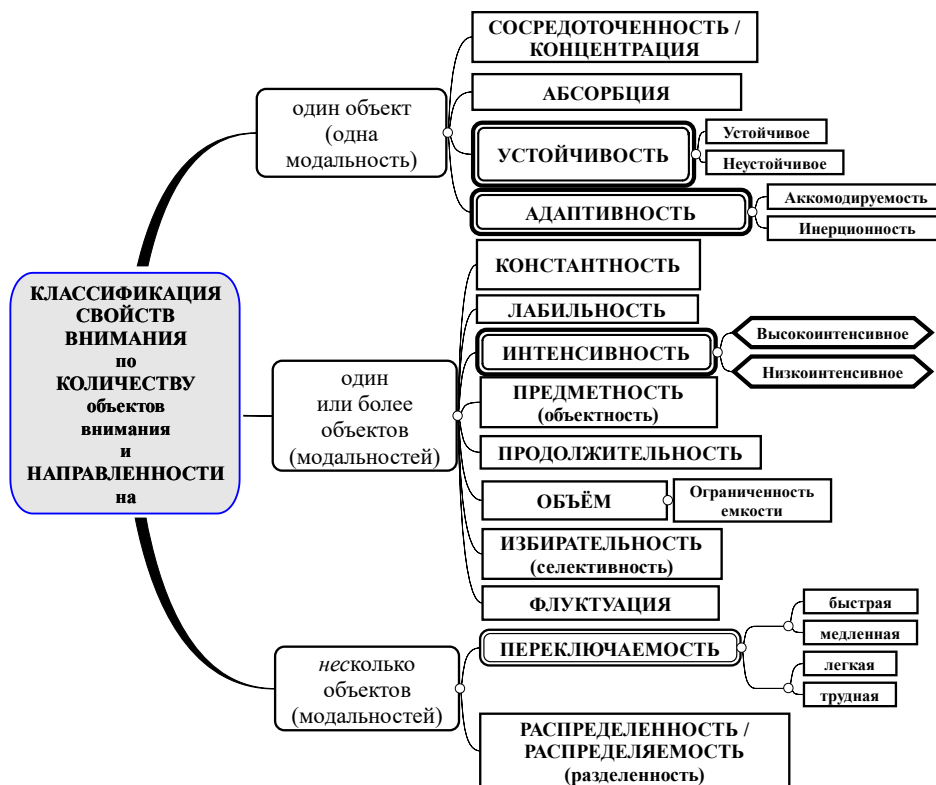 КЛАССИФИКАЦИЯ
СВОЙСТВ
ВНИМАНИЯ
по
КОЛИЧЕСТВУ
объектов
внимания
и
НАПРАВЛЕННОСТИ
на
один объект
(одна
модальность)
СОСРЕДОТОЧЕННОСТЬ /
КОНЦЕНТРАЦИЯ
АБСОРБЦИЯ
УСТОЙЧИВОСТЬ
Устойчивое
Неустойчивое
АДАПТИВНОСТЬ
Аккомодируемость
Инерционность
один
или более
объектов
(модальностей)
КОНСТАНТНОСТЬ
ЛАБИЛЬНОСТЬ
ИНТЕНСИВНОСТЬ
Высокоинтенсивное
Низкоинтенсивное
ПРЕДМЕТНОСТЬ
(объектность)
ПРОДОЛЖИТЕЛЬНОСТЬ
ОБЪЁМ
Ограниченность
емкости
ИЗБИРАТЕЛЬНОСТЬ
(селективность)
ФЛУКТУАЦИЯ
несколько
объектов
(модальностей)
ПЕРЕКЛЮЧАЕМОСТЬ
быстрая
медленная
легкая
трудная
РАСПРЕДЕЛЕННОСТЬ /
РАСПРЕДЕЛЯЕМОСТЬ
(разделенность)